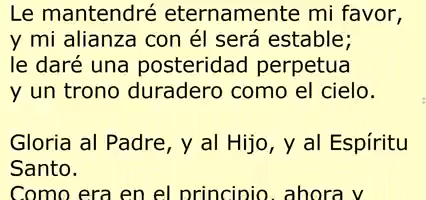 Le mantendré eternamente mi favor,
y mi alianza con él será estable;
le daré una posteridad perpetua
y un trono duradero como el cielo.
Gloria al Padre, y al Hijo, y al Espíritu
Santo.
Como era en el principio, ahora y